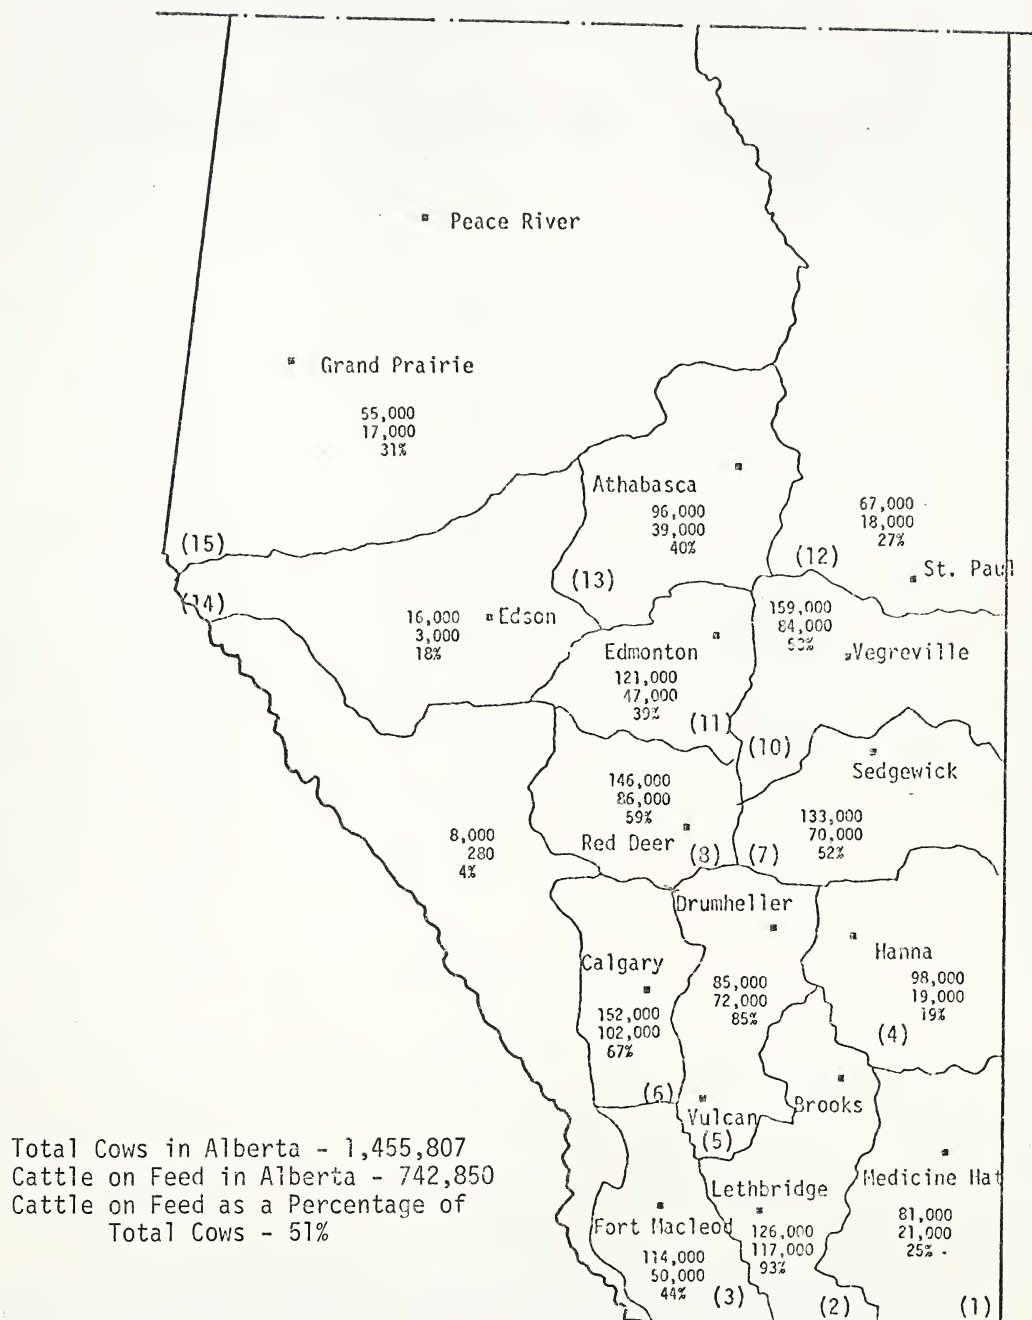 Peace River
Grand Prairie
55,000
17,000
31%
(15)
Athabasca
96,000
39,000
40%
(13)
67,000
18,000
27%
(12)
St. Paul
(14)
16,000
3,000
18%
Edson
159,000
84,000
Vegreville
Edmonton
121,000
47,000
39%
(11)
(10)
Sedgewick
133,000
70,000
52%
(7)
146,000
86,000
59%
Red Deer
(8)
8,000
280
4%
Drumheller
85,000
72,000
85%
Hanna
98,000
19,000
19%
(4)
Calgary
152,000
102,000
67%
(6)
Vulcan
(5)
Brooks
Total Cows in Alberta - 1,455,807
Cattle on Feed in Alberta - 742,850
Cattle on Feed as a Percentage of
Total Cows - 51%
Lethbridge
126,000
117,000
93%
(2)
Medicine Hat
81,000
21,000
25%
(1)
Fort Macleod
114,000
50,000
44%
(3)